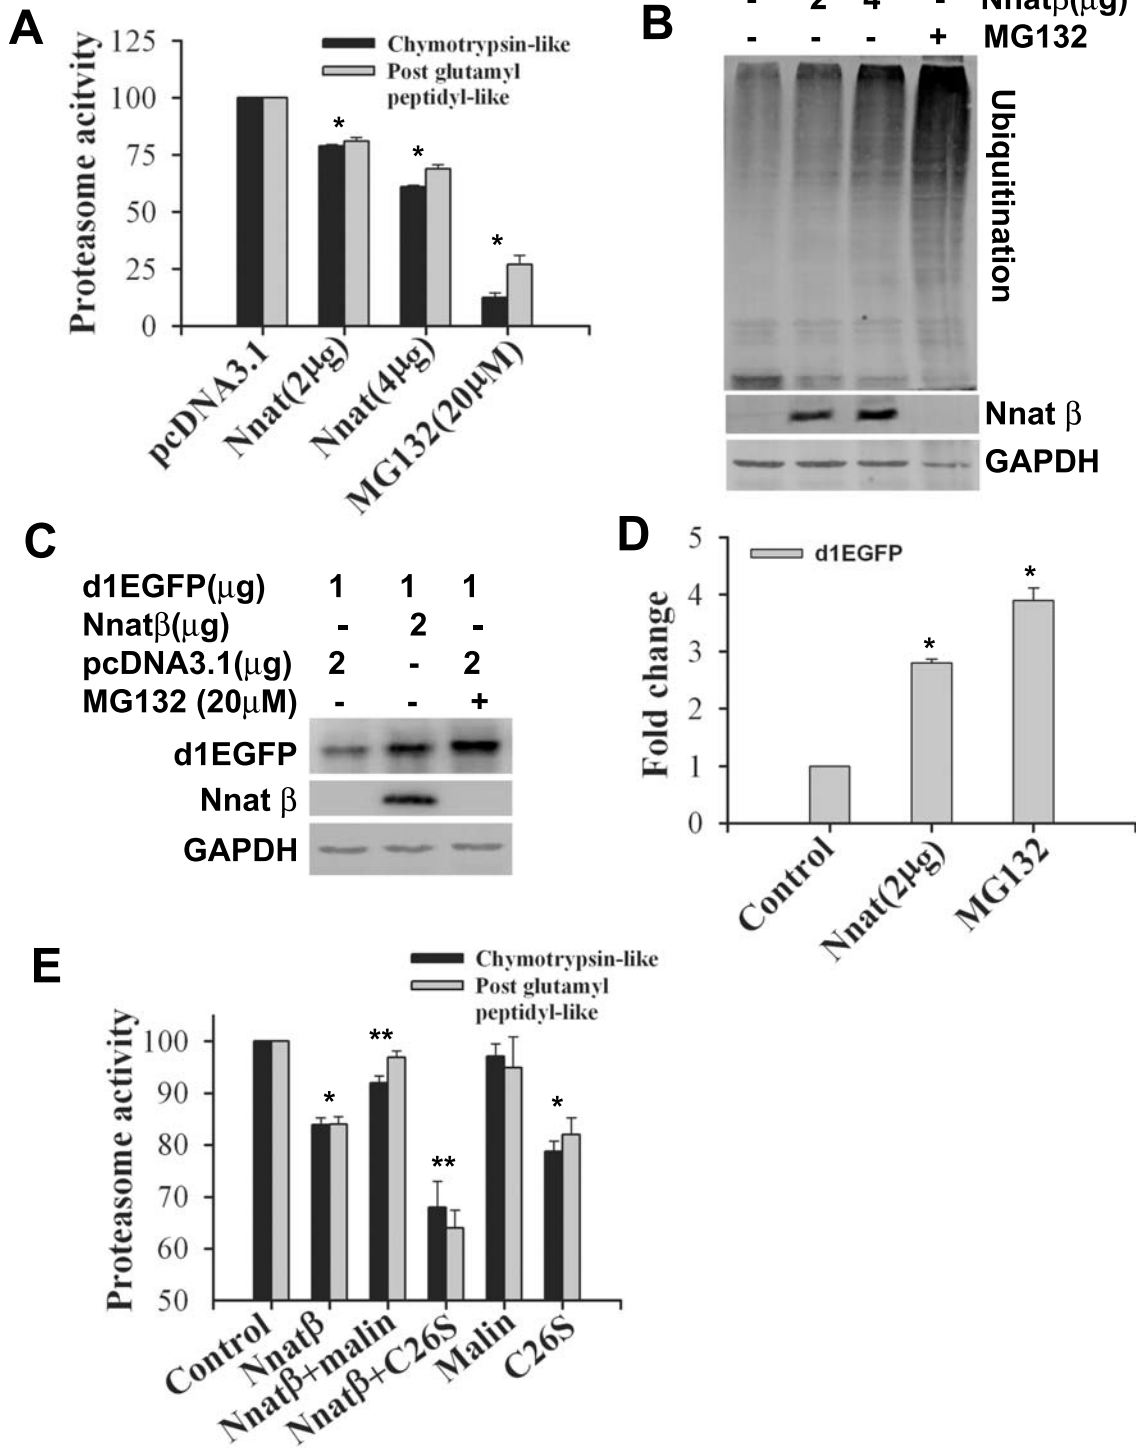 A
Proteasome acitvity
125
100
75
50
25
0
Chymotrypsin-like
Post glutamyl
peptidyl-like
*
*
*
pcDNA3.1
Nnat(2μg)
Nnat(4μg)
MG132(20μM)
B
- 2 4 - Nnatβ(μg)
- - - + MG132
Ubiquitination
Nnat β
GAPDH
C
d1EGFP(μg) 1 1 1
Nnatβ(μg) - 2 -
pcDNA3.1(μg) 2 - 2
MG132 (20μM) - - +
d1EGFP
Nnat β
GAPDH
D
Fold change
5
4
3
2
1
0
d1EGFP
*
*
Control
Nnat(2μg)
MG132
E
Chymotrypsin-like
Post glutamyl
peptidyl-like
Proteasome activity
100
90
80
70
60
50
*
**
**
*
Control
Nnatβ
Nnatβ+malin
Nnatβ+C26S
Malin
C26S